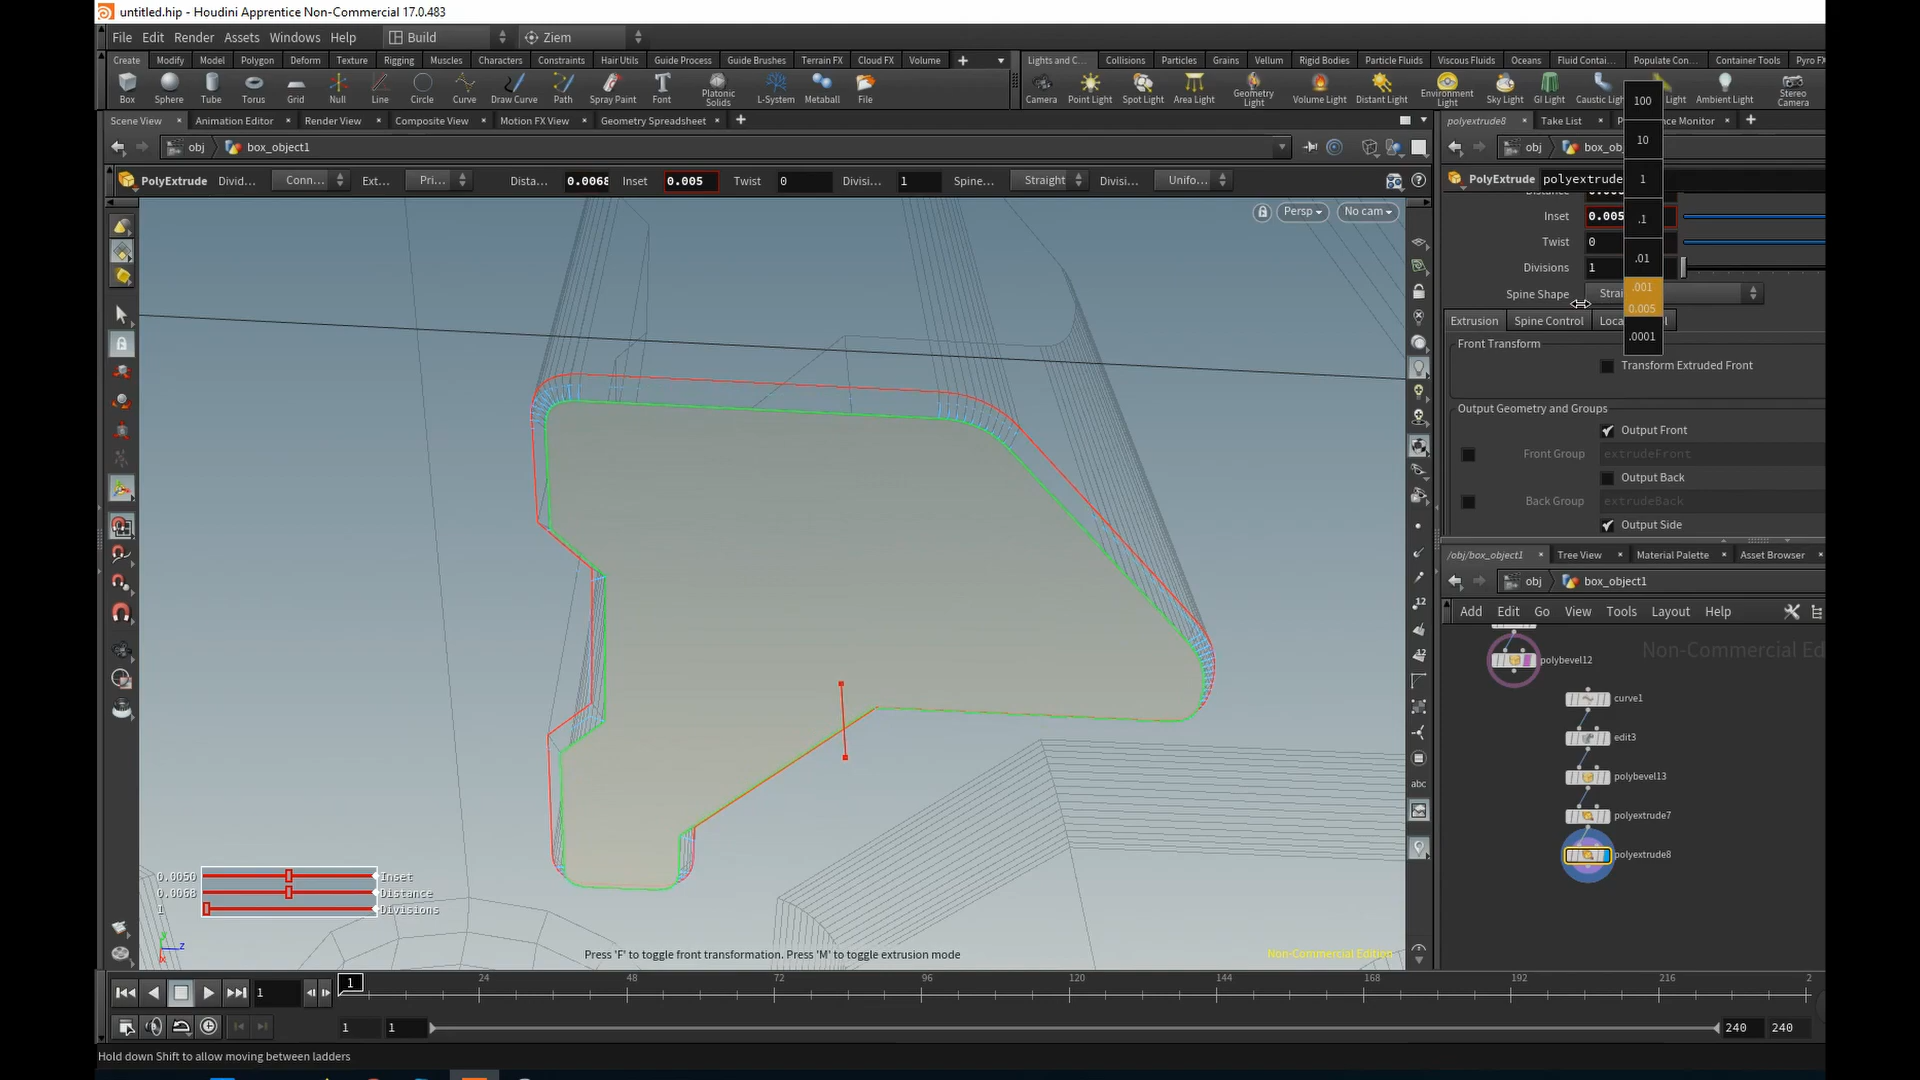 untitled.hip - Houdini Apprentice Non-Commercial 17.0.483
File Edit Render Assets Windows Help Build Ziem
Create Modify Model Polygon Deform Texture Rigging Muscles Characters Constraints Hair Utils Guide Process Guide Brushes Terrain FX Cloud FX Volume
Lights and C... Collisions Particles Grains Vellum Rigid Bodies Particle Fluids Viscous Fluids Oceans Fluid Contai... Populate Con... Container Tools Pyro FX
Box Sphere Tube Torus Grid Null Line Circle Curve Draw Curve Path Spray Paint Font Platonic Solids L-System Metaball File
Camera Point Light Spot Light Area Light Geometry Light Volume Light Distant Light Environment Light Sky Light GI Light Caustic Light Light Ambient Light Stereo Camera
Scene View Animation Editor Render View Composite View Motion FX View Geometry Spreadsheet
polyextrude8 Take List Monitor
obj box_object1
obj
PolyExtrude Divid... Conn... Ext... Pri... Dista... 0.0068 Inset 0.005 Twist 0 Divisi... 1 Spine... Straight Divisi... Unifo...
PolyExtrude polyextrude
Persp No cam
Inset 0.005
Twist 0
Divisions 1
Spine Shape
100
10
1
.1
.01
.001
0.005
.0001
Extrusion Spine Control
Front Transform
Transform Extruded Front
Output Geometry and Groups
Output Front
Front Group extrudeFront
Output Back
Back Group extrudeBack
Output Side
/obj/box_object1 Tree View Material Palette Asset Browser
obj box_object1
Add Edit Go View Tools Layout Help
Non-Commercial Ed
polybevel12
curve1
edit3
polybevel13
polyextrude7
polyextrude8
12
12
abc
0.0050 Inset
0.0068 Distance
1 Divisions
y z x
Press 'F' to toggle front transformation. Press 'M' to toggle extrusion mode
Non-Commercial Edition
1 1 24 48 72 96 120 144 168 192 216 2
1 1 240 240
Hold down Shift to allow moving between ladders